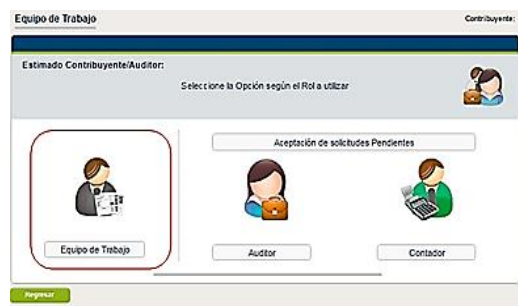 Equipo de Trabajo
Contribuyente:
Estimado Contribuyente/Auditor:
Seleccione la Opción según el Rol a utilizar
Aceptación de solicitudes Pendientes
Equipo de Trabajo
Auditor
Contador
Regresar